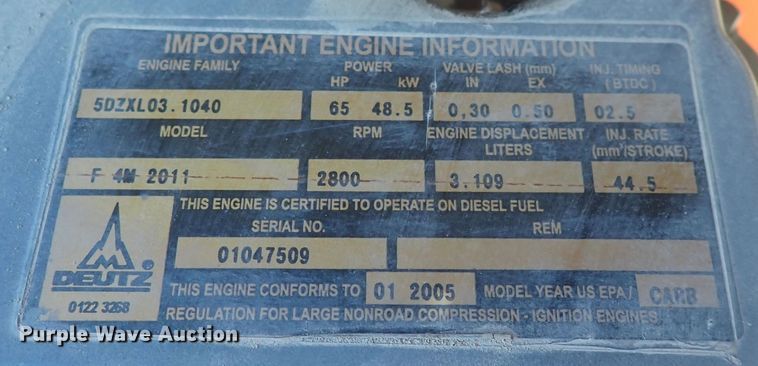 IMPORTANT ENGINE INFORMATION
ENIGINE FAMILY POWER VALVE LASH (mm) INJ. TIMING
HP kW IN EX (BTDC)
5DZXL03.1040 65 48.5 0,30 0.50 02.5
MODEL RPM ENGINE DISPLACEMENT INJ. RATE
LITERS (mm³/STROKE)
F 4M 2011 2800 3.109 44.5
THIS ENGINE IS CERTIFIED TO OPERATE ON DIESEL FUEL
SERIAL NO. REM
01047509
DEUTZ ®
THIS ENGINE CONFORMS TO 01 2005 MODEL YEAR US EPA / CARB
0122 3268
REGULATION FOR LARGE NONROAD COMPRESSION - IGNITION ENGINES.
Purple Wave Auction